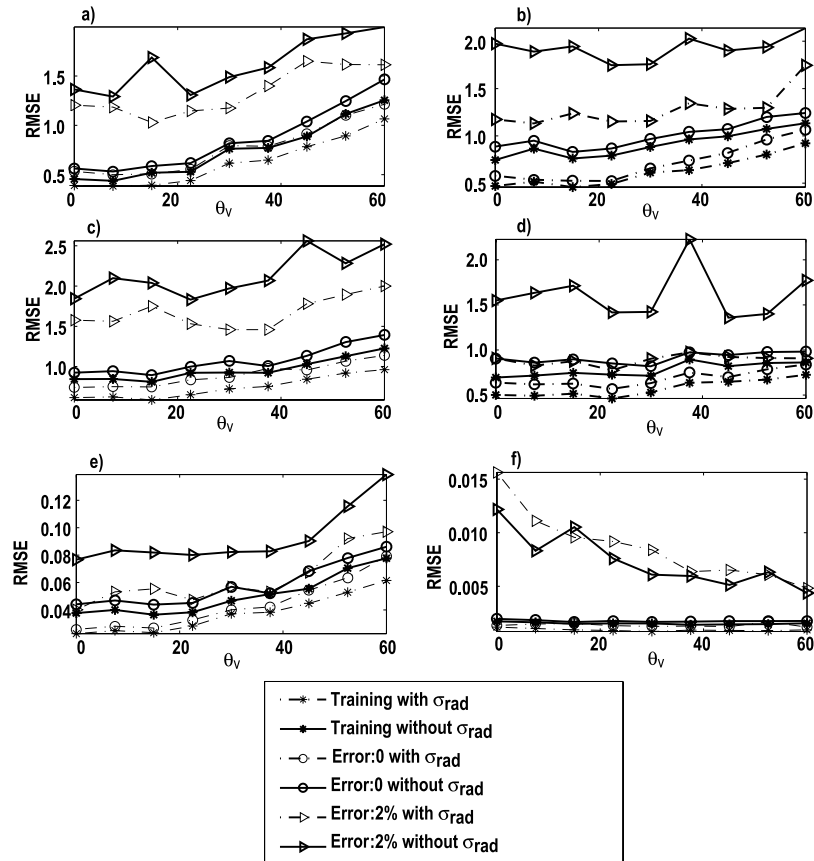 a)
RMSE
1.5
1.0
0.5
0 20 40 60
θV
b)
RMSE
2.0
1.5
1.0
0.5
0 20 40 60
θV
c)
RMSE
2.5
2.0
1.5
1.0
0 20 40 60
θV
d)
RMSE
2.0
1.5
1.0
0.5
0 20 40 60
θV
e)
RMSE
0.12
0.10
0.08
0.06
0.04
0 20 40 60
θV
f)
RMSE
0.015
0.010
0.005
0 20 40 60
θV
Training with σrad
Training without σrad
Error:0 with σrad
Error:0 without σrad
Error:2% with σrad
Error:2% without σrad